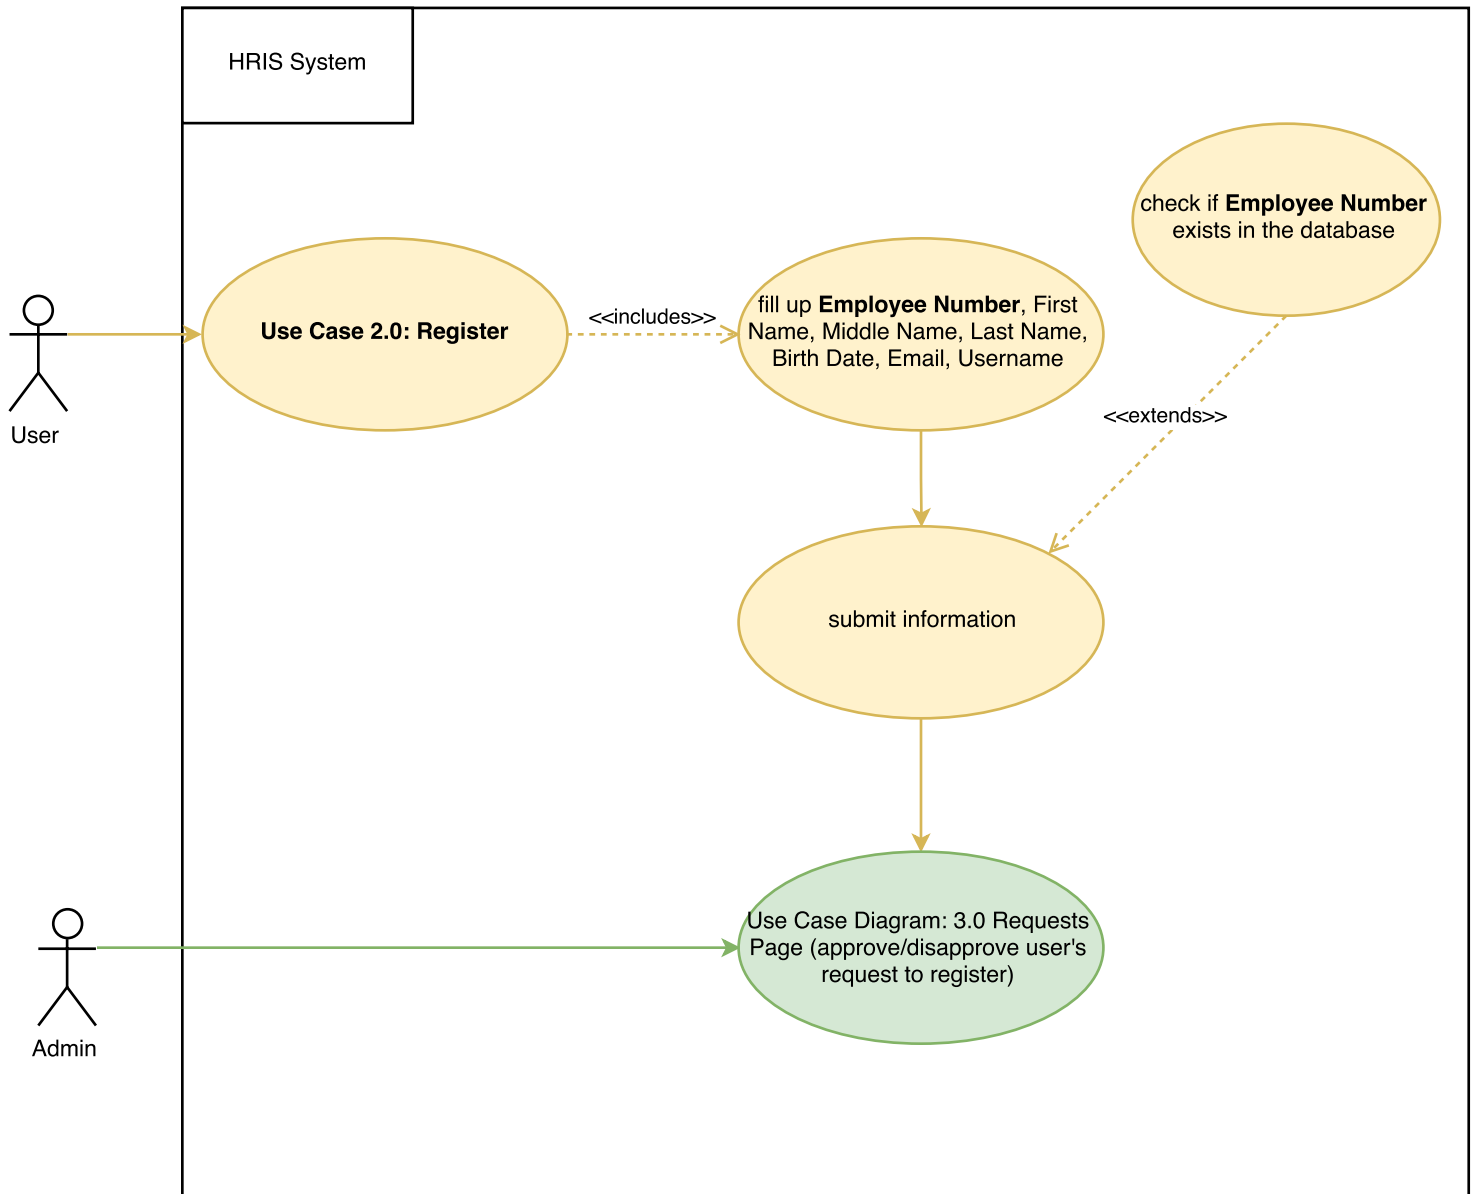 HRIS System
check if Employee Number
exists in the database
Use Case 2.0: Register
<<includes>>
fill up Employee Number, First
Name, Middle Name, Last Name,
Birth Date, Email, Username
User
<<extends>>
submit information
Use Case Diagram: 3.0 Requests
Page (approve/disapprove user's
request to register)
Admin